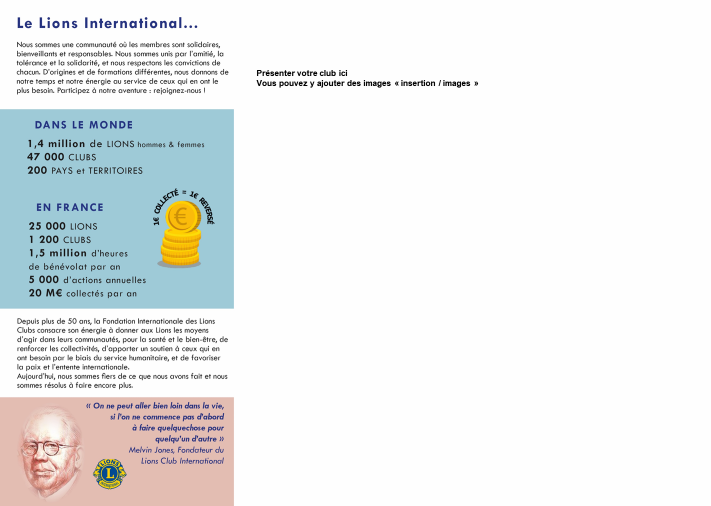 Le Lions International...
Nous sommes une communauté où les membres sont solidaires,
bienveillants et responsables. Nous sommes unis par l'amitié, la
tolérance et la solidarité, et nous respectons les convictions de
chacun. D'origines et de formations différentes, nous donnons de
notre temps et notre énergie au service de ceux qui en ont le
plus besoin. Participez à notre aventure : rejoignez-nous !
DANS LE MONDE
1,4 million de LIONS hommes & femmes
47 000 CLUBS
200 PAYS et TERRITOIRES
EN FRANCE
25 000 LIONS
1 200 CLUBS
1,5 million d'heures
de bénévolat par an
5 000 d'actions annuelles
20 M€ collectés par an
1€ COLLECTÉ = 1€ REVERSÉ
€
Depuis plus de 50 ans, la Fondation Internationale des Lions
Clubs consacre son énergie à donner aux Lions les moyens
d'agir dans leurs communautés, pour la santé et le bien-être, de
renforcer les collectivités, d'apporter un soutien à ceux qui en
ont besoin par le biais du service humanitaire, et de favoriser
la paix et l'entente internationale.
Aujourd'hui, nous sommes fiers de ce que nous avons fait et nous
sommes résolus à faire encore plus.
« On ne peut aller bien loin dans la vie,
si l'on ne commence pas d'abord
à faire quelquechose pour
quelqu'un d'autre »
Melvin Jones, Fondateur du
Lions Club International
LIONS
L
INTERNATIONAL
Présenter votre club ici
Vous pouvez y ajouter des images « insertion / images »